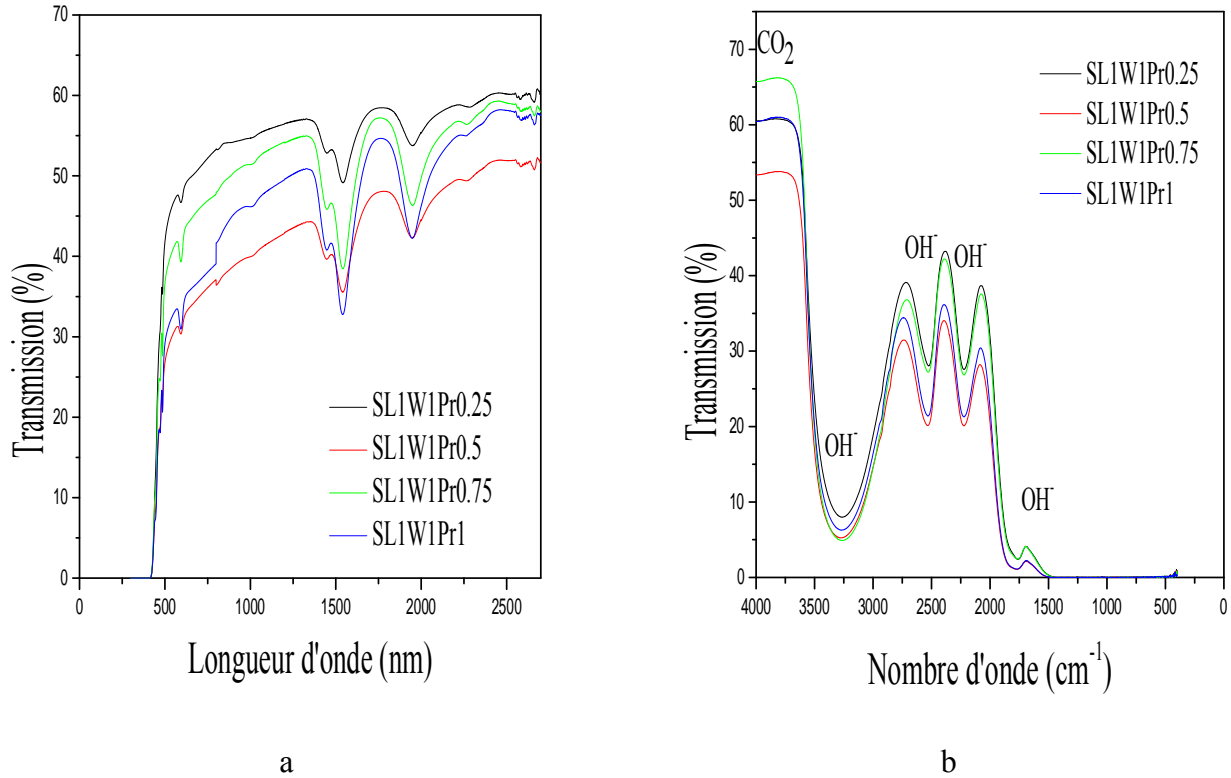 70
60
50
40
30
20
10
0
Transmission (%)
SL1W1Pr0.25
SL1W1Pr0.5
SL1W1Pr0.75
SL1W1Pr1
0 500 1000 1500 2000 2500
Longueur d'onde (nm)
a
70
60
50
40
30
20
10
0
Transmission (%)
CO2
SL1W1Pr0.25
SL1W1Pr0.5
SL1W1Pr0.75
SL1W1Pr1
OH- OH-
OH-
OH-
4000 3500 3000 2500 2000 1500 1000 500 0
Nombre d'onde (cm-1)
b